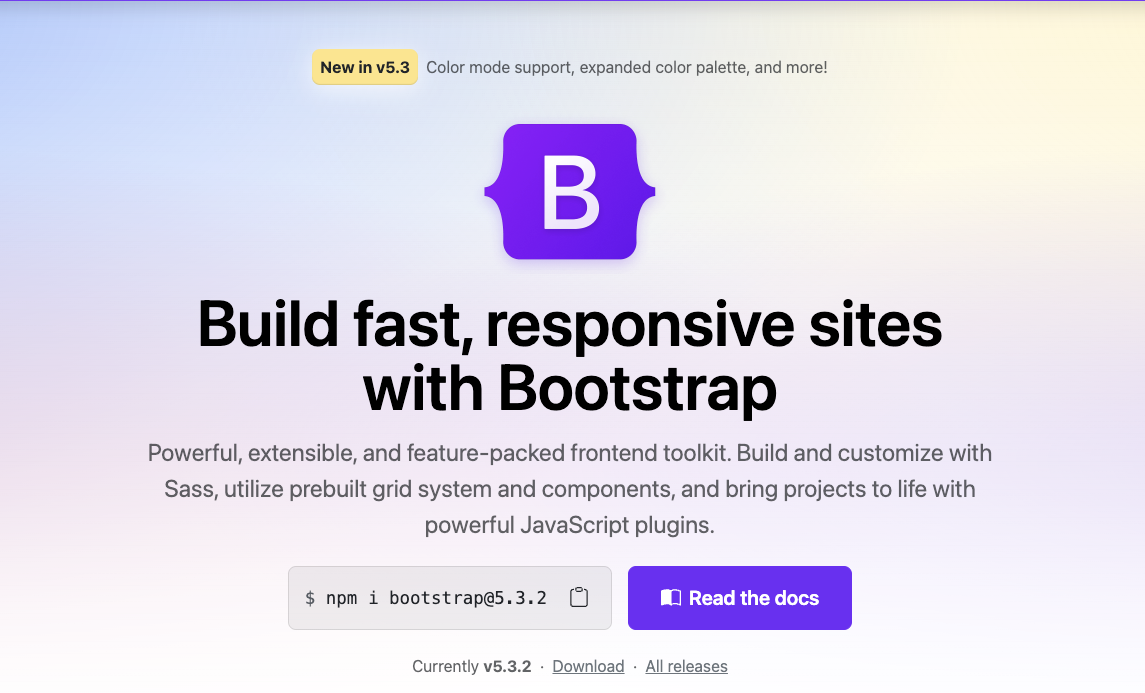 New in v5.3 Color mode support, expanded color palette, and more!
B
Build fast, responsive sites
with Bootstrap
Powerful, extensible, and feature-packed frontend toolkit. Build and customize with
Sass, utilize prebuilt grid system and components, and bring projects to life with
powerful JavaScript plugins.
$ npm i bootstrap@5.3.2 Read the docs
Currently v5.3.2 · Download · All releases